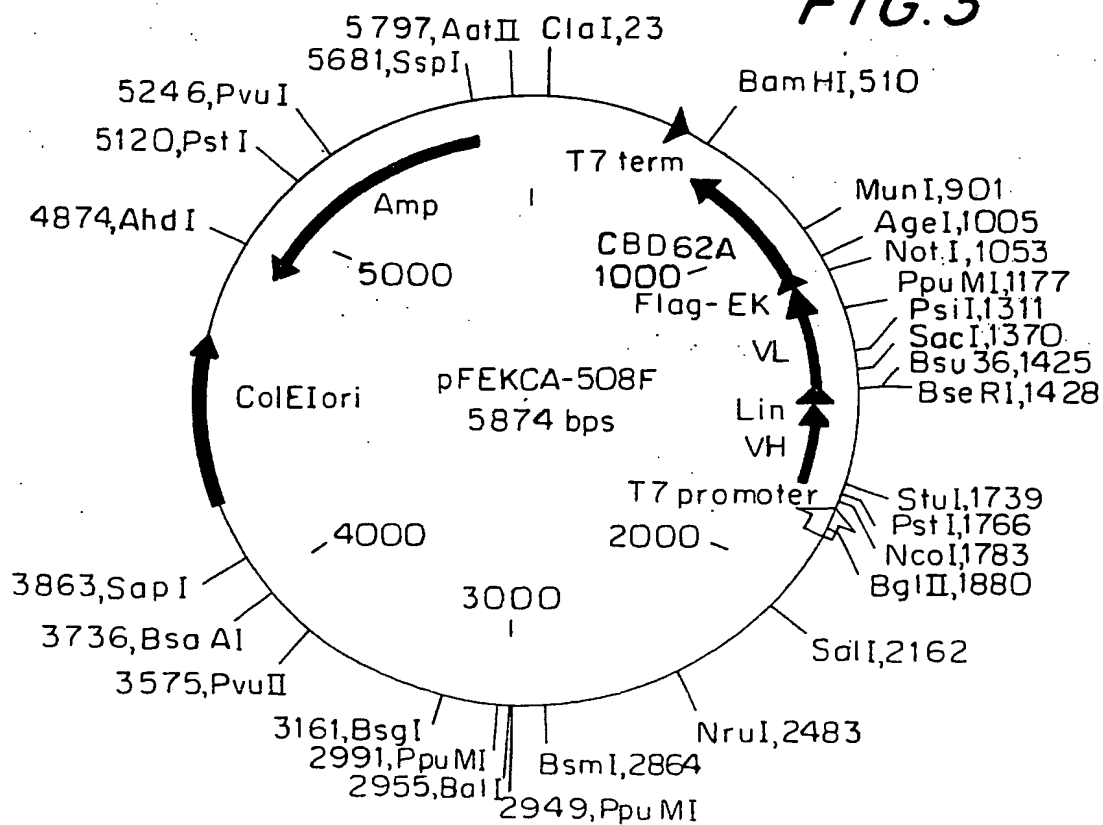 FIG.3
5797,AatII
ClaI,23
5681,SspI
BamHI,510
5246,PvuI
5120,PstI
4874,AhdI
T7 term
MunI,901
AgeI,1005
Not.I,1053
PpuMI,1177
PsiI,1311
SacI,1370
Bsu36,1425
BseRI,1428
Amp
CBD62A
5000
1000
Flag-EK
VL
pFEKCA-508F
5874 bps
ColEIori
Lin
VH
T7 promoter
StuI,1739
PstI,1766
NcoI,1783
BglII,1880
4000
2000
3000
3863,SapI
3736,BsaAI
3575,PvuII
SalI,2162
3161,BsgI
NruI,2483
2991,PpuMI
BsmI,2864
2955,BalI
2949,PpuMI